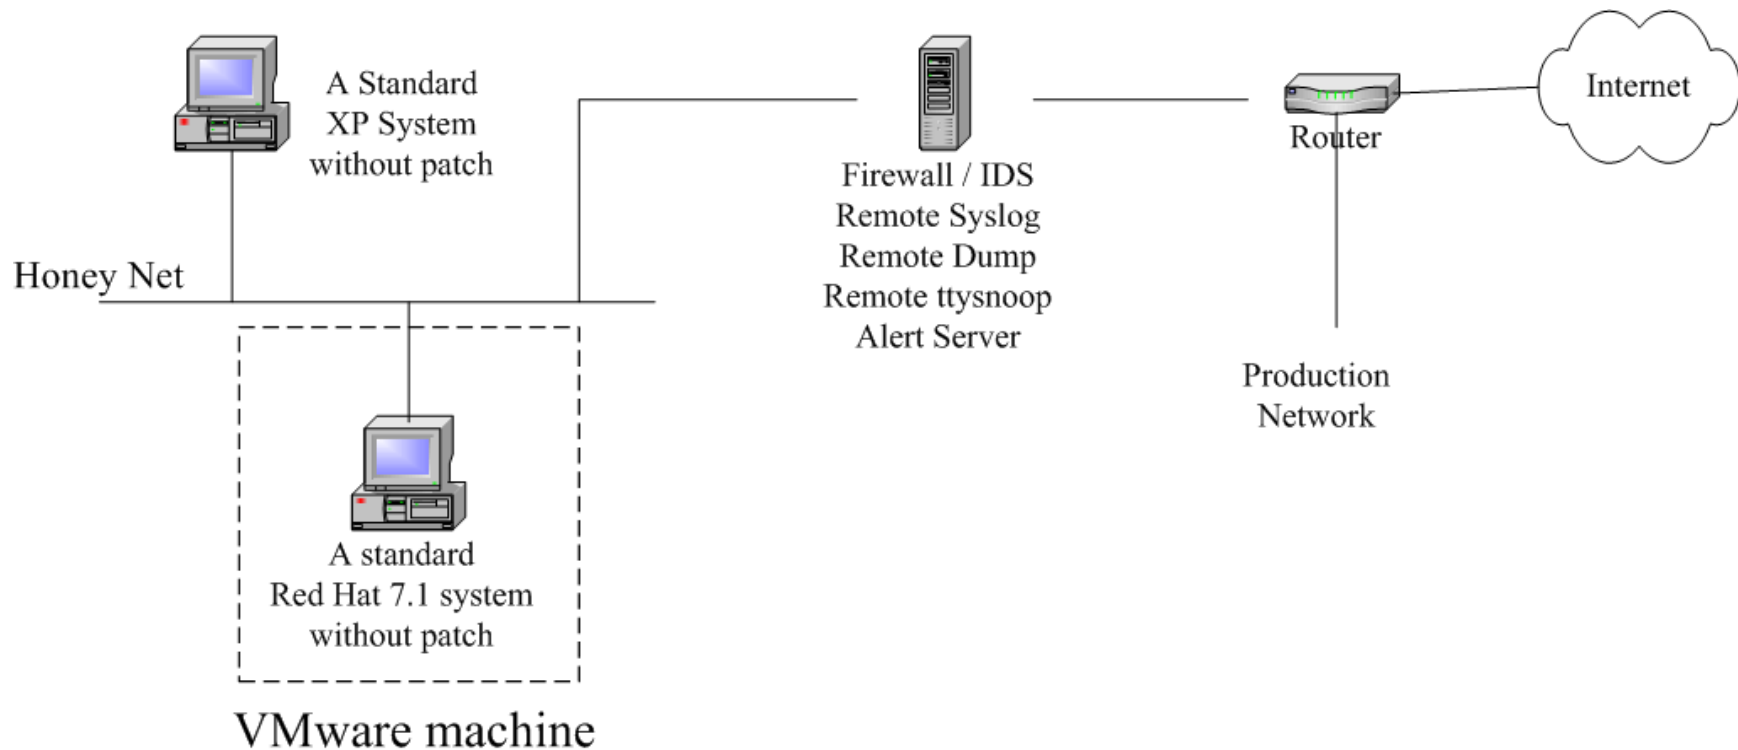 A Standard
XP System
without patch
Honey Net
A standard
Red Hat 7.1 system
without patch
VMware machine
Firewall / IDS
Remote Syslog
Remote Dump
Remote ttysnoop
Alert Server
Router
Internet
Production
Network